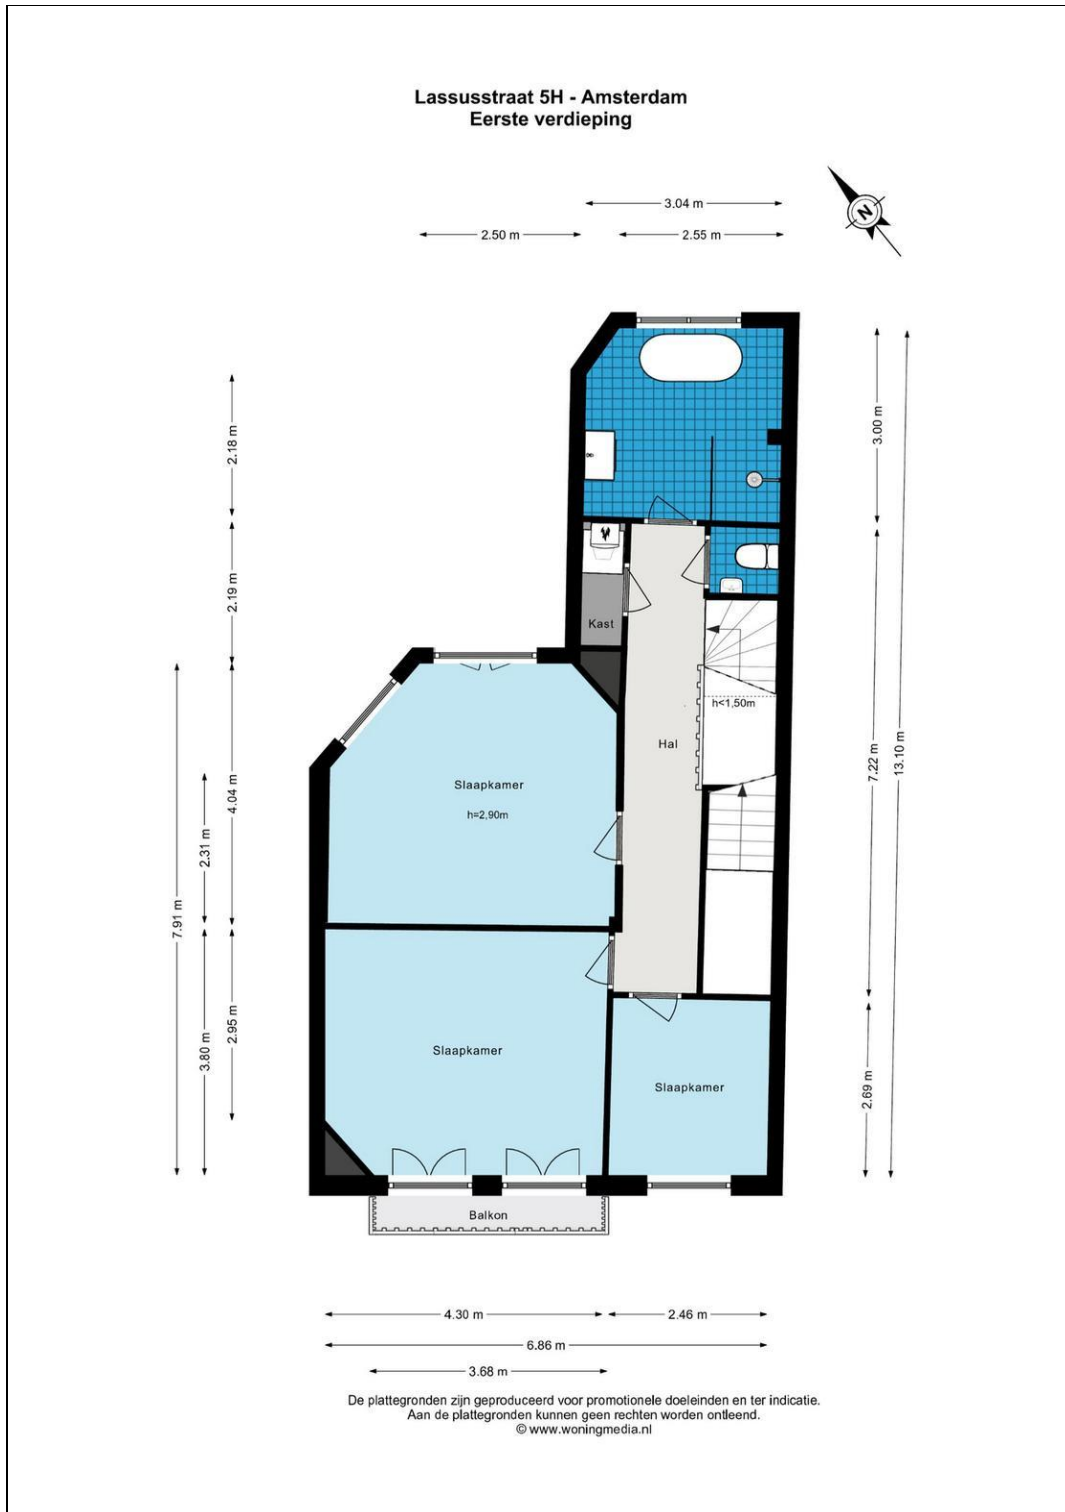 Lassusstraat 5H - Amsterdam
Eerste verdieping
3.04 m
2.50 m
2.55 m
N
2.18 m
3.00 m
2.19 m
Kast
h<1,50m
Hal
7.22 m
13.10 m
Slaapkamer
h=2,90m
4.04 m
2.31 m
7.91 m
2.95 m
3.80 m
Slaapkamer
Slaapkamer
2.69 m
Balkon
4.30 m
2.46 m
6.86 m
3.68 m
De plattegronden zijn geproduceerd voor promotionele doeleinden en ter indicatie.
Aan de plattegronden kunnen geen rechten worden ontleend.
© www.woningmedia.nl